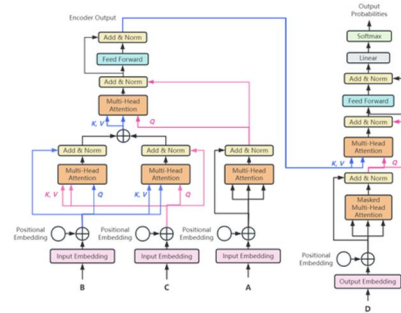 Encoder Output
Output
Probabilities
Softmax
Linear
Add & Norm
Feed Forward
Add & Norm
Multi-Head
Attention
K, V
Q
Add & Norm
Feed Forward
Add & Norm
Multi-Head
Attention
K, V
Q
Add & Norm
Multi-Head
Attention
K, V
Q
Add & Norm
Multi-Head
Attention
K, V
Q
Add & Norm
Multi-Head
Attention
Add & Norm
Masked
Multi-Head
Attention
Positional
Embedding
Positional
Embedding
Positional
Embedding
Positional
Embedding
Input Embedding
Input Embedding
Input Embedding
Output Embedding
B
C
A
D